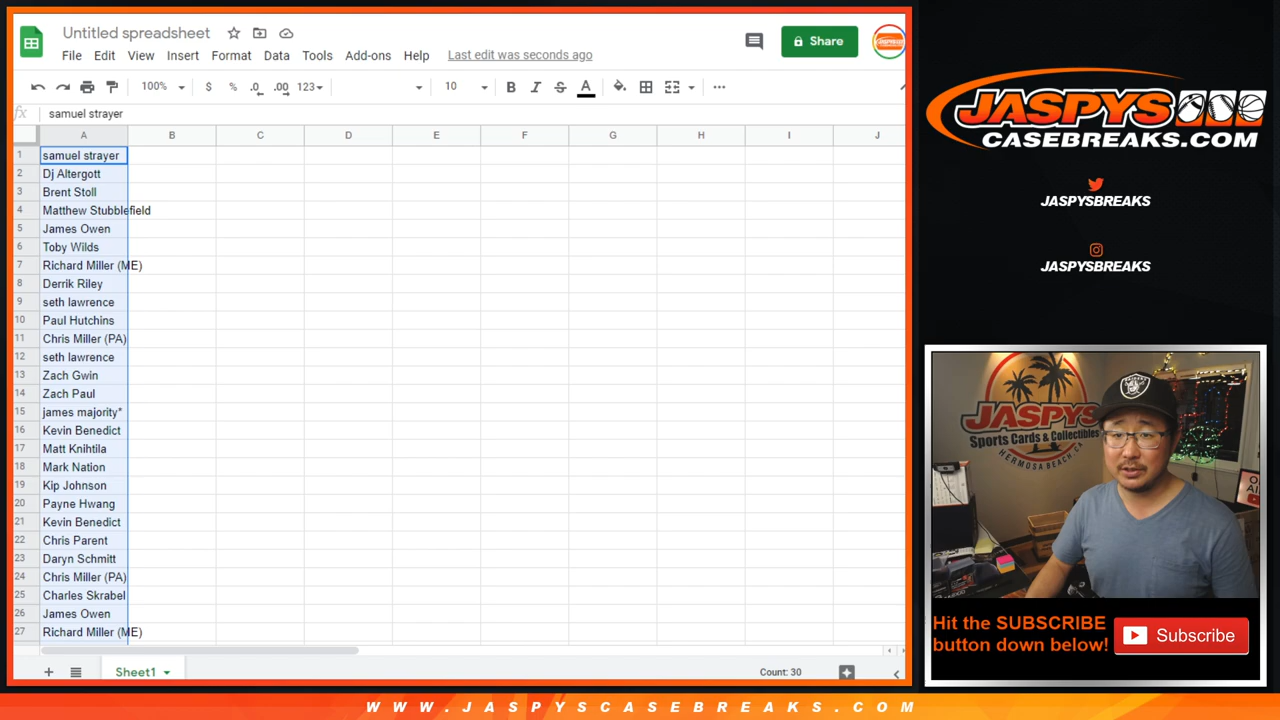 Untitled spreadsheet
File Edit View Insert Format Data Tools Add-ons Help Last edit was seconds ago
Share
100% $ % .0 .00 123 10 B I S A
fx samuel strayer
A B C D E F G H I J
1 samuel strayer
2 Dj Altergott
3 Brent Stoll
4 Matthew Stubblefield
5 James Owen
6 Toby Wilds
7 Richard Miller (ME)
8 Derrik Riley
9 seth lawrence
10 Paul Hutchins
11 Chris Miller (PA)
12 seth lawrence
13 Zach Gwin
14 Zach Paul
15 james majority*
16 Kevin Benedict
17 Matt Knihtila
18 Mark Nation
19 Kip Johnson
20 Payne Hwang
21 Kevin Benedict
22 Chris Parent
23 Daryn Schmitt
24 Chris Miller (PA)
25 Charles Skrabel
26 James Owen
27 Richard Miller (ME)
Sheet1 Count: 30
JASPYS
CASEBREAKS.COM
JASPYSBREAKS
JASPYSBREAKS
JASPYS
Sports Cards & Collectibles
HERMOSA BEACH, CA
Hit the SUBSCRIBE
button down below!
Subscribe
WWW.JASPYSCASEBREAKS.COM